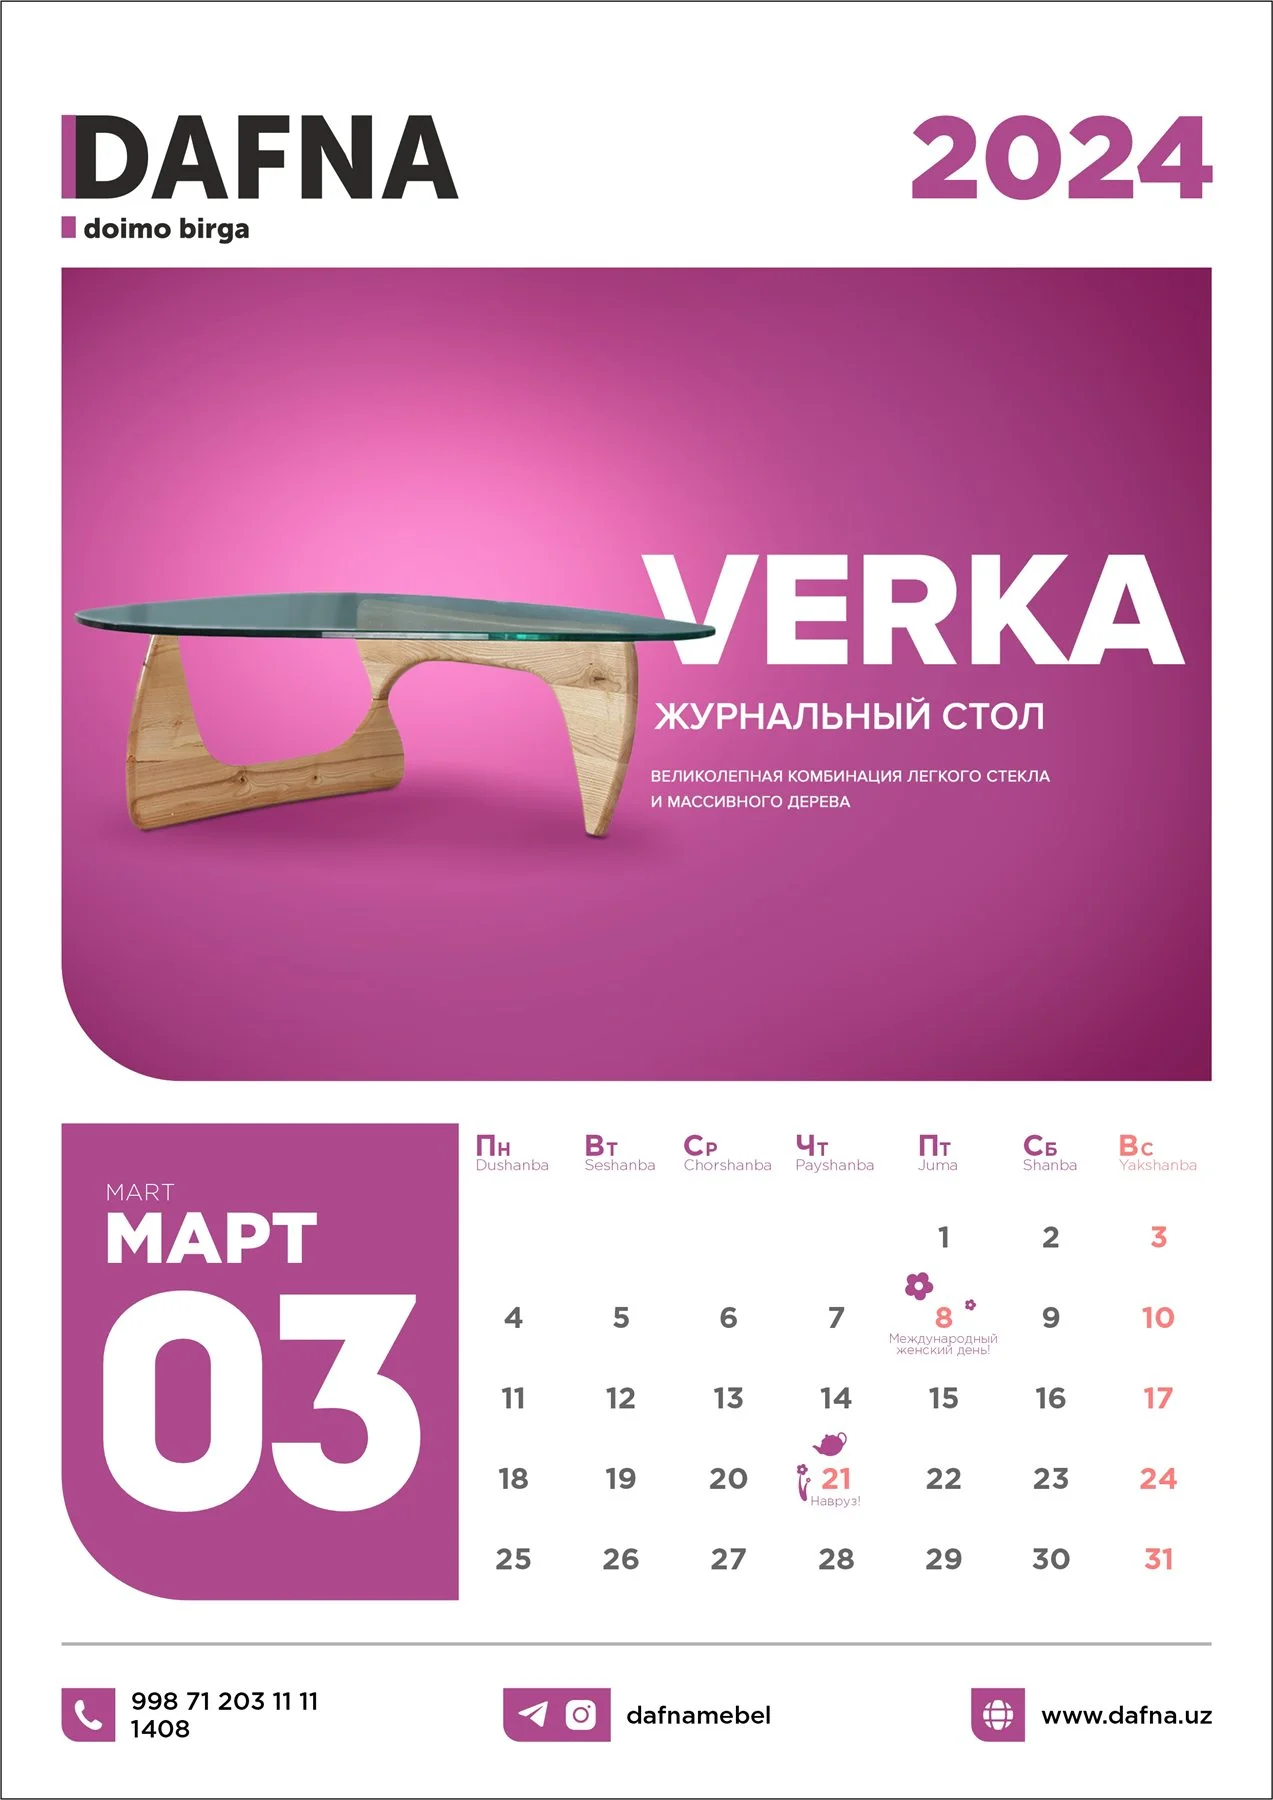 DAFNA
doimo birga
2024
VERKA
ЖУРНАЛЬНЫЙ СТОЛ
ВЕЛИКОЛЕПНАЯ КОМБИНАЦИЯ ЛЕГКОГО СТЕКЛА
И МАССИВНОГО ДЕРЕВА
MART
МАРТ
03
Пн Вт Ср Чт Пт Сб Вс
Dushanba Seshanba Chorshanba Payshanba Juma Shanba Yakshanba
1 2 3
4 5 6 7 8 9 10
Международный
женский день!
11 12 13 14 15 16 17
18 19 20 21 22 23 24
Навруз!
25 26 27 28 29 30 31
998 71 203 11 11
1408
dafnamebel
www.dafna.uz